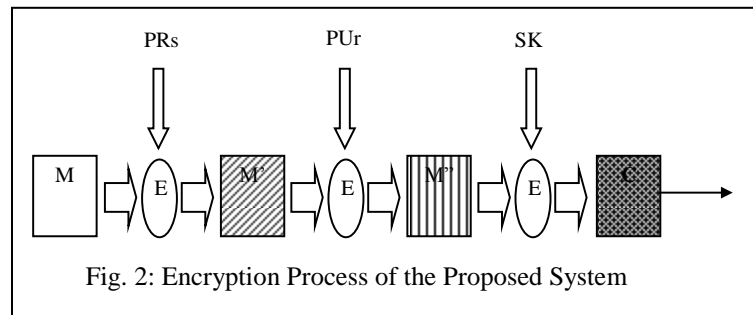 PRs PUr SK
M E M' E M" E C
Fig. 2: Encryption Process of the Proposed System